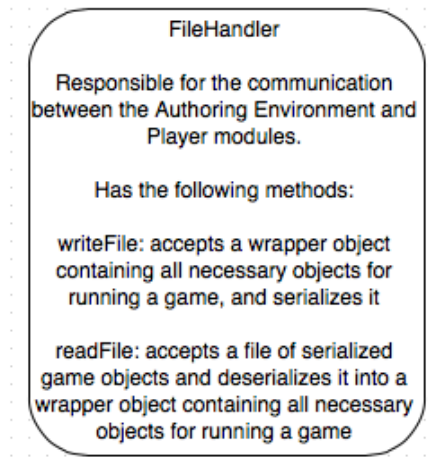 FileHandler
Responsible for the communication
between the Authoring Environment and
Player modules.
Has the following methods:
writeFile: accepts a wrapper object
containing all necessary objects for
running a game, and serializes it
readFile: accepts a file of serialized
game objects and deserializes it into a
wrapper object containing all necessary
objects for running a game